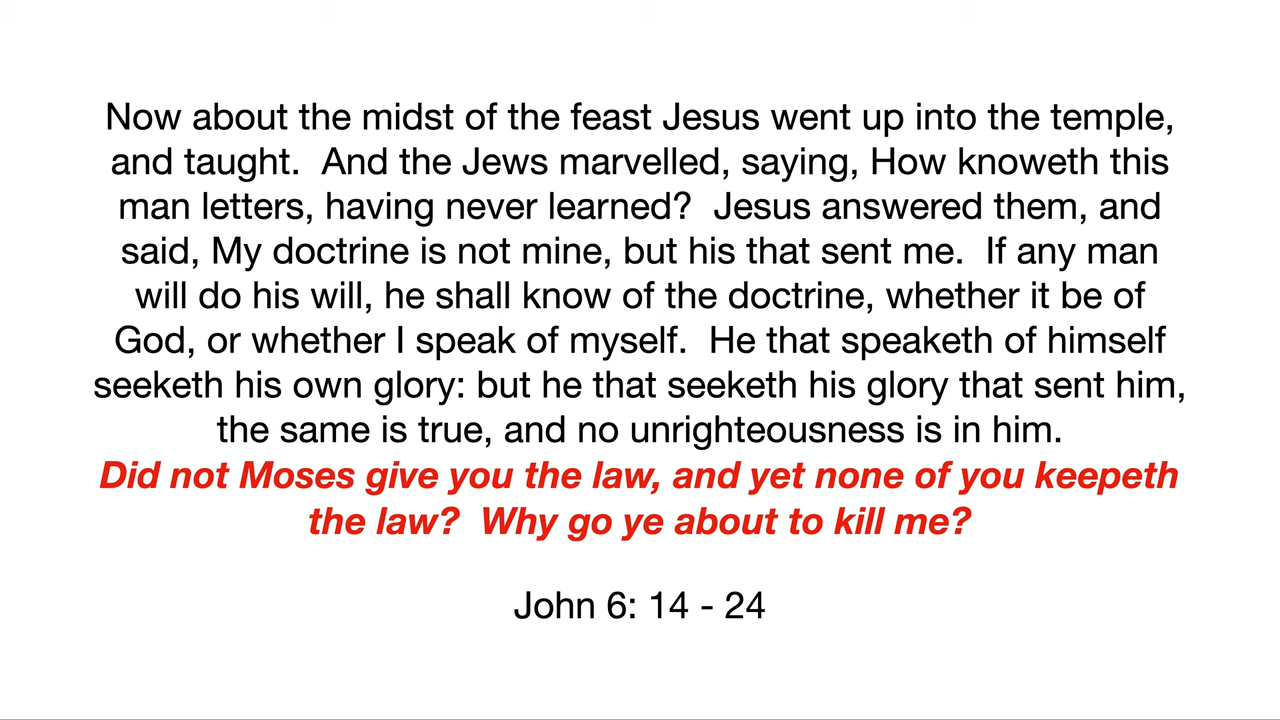 Now about the midst of the feast Jesus went up into the temple,
and taught.  And the Jews marvelled, saying, How knoweth this
man letters, having never learned?  Jesus answered them, and
said, My doctrine is not mine, but his that sent me.  If any man
will do his will, he shall know of the doctrine, whether it be of
God, or whether I speak of myself.  He that speaketh of himself
seeketh his own glory: but he that seeketh his glory that sent him,
the same is true, and no unrighteousness is in him.
Did not Moses give you the law, and yet none of you keepeth
the law?  Why go ye about to kill me?
John 6: 14 - 24